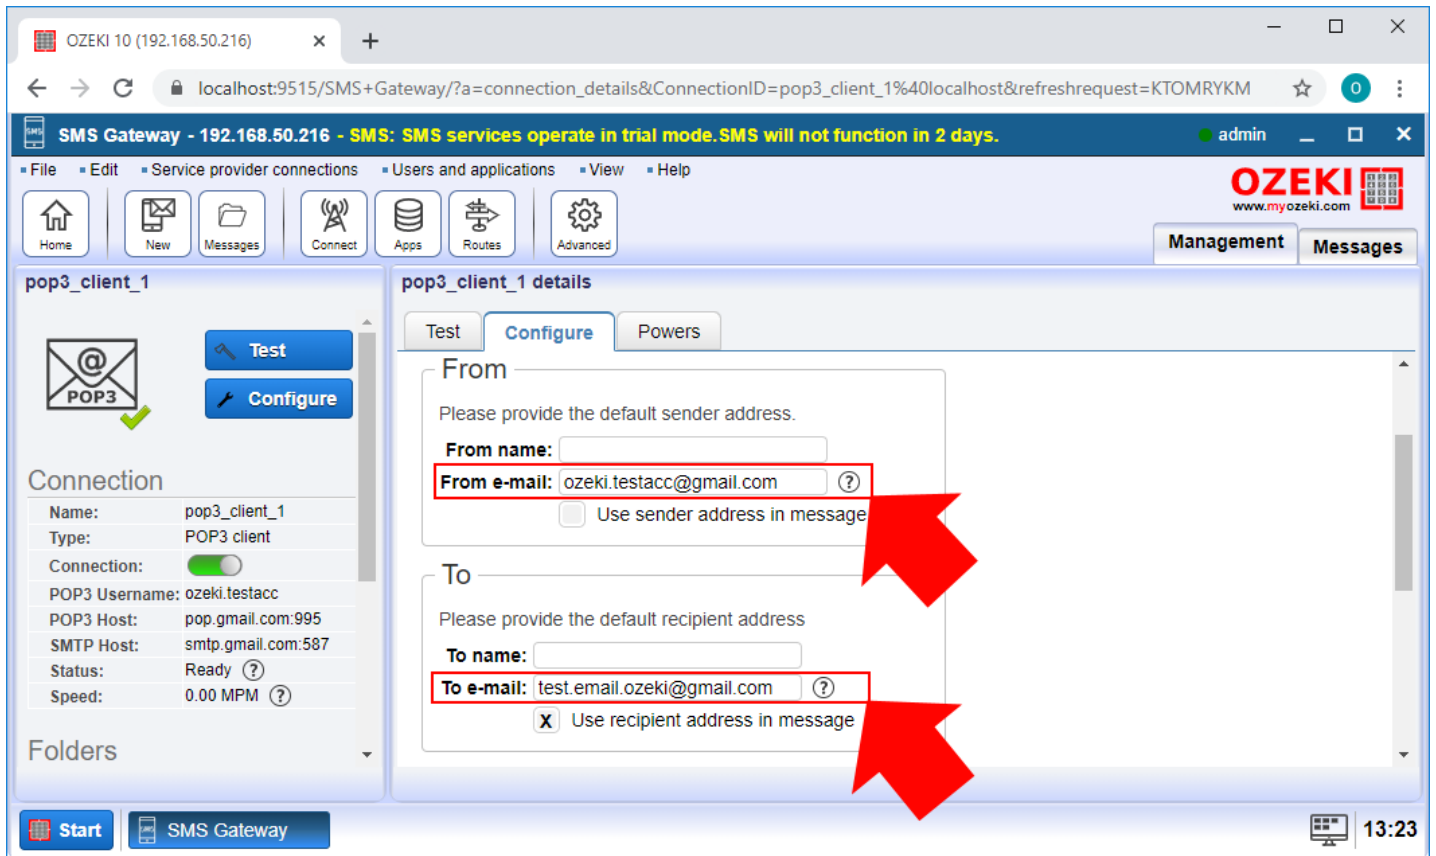 OZEKI 10 (192.168.50.216)
localhost:9515/SMS+Gateway/?a=connection_details&ConnectionID=pop3_client_1%40localhost&refreshrequest=KTOMRYKM
O
SMS
SMS Gateway - 192.168.50.216 - SMS: SMS services operate in trial mode.SMS will not function in 2 days.
admin
File Edit Service provider connections Users and applications View Help
OZEKI
www.myozeki.com
Home New Messages Connect Apps Routes Advanced
Management Messages
pop3_client_1
@
POP3
Test
Configure
Connection
Name: pop3_client_1
Type: POP3 client
Connection:
POP3 Username: ozeki.testacc
POP3 Host: pop.gmail.com:995
SMTP Host: smtp.gmail.com:587
Status: Ready ?
Speed: 0.00 MPM ?
Folders
pop3_client_1 details
Test Configure Powers
From
Please provide the default sender address.
From name:
From e-mail: ozeki.testacc@gmail.com ?
Use sender address in message
To
Please provide the default recipient address
To name:
To e-mail: test.email.ozeki@gmail.com ?
X Use recipient address in message
Start
SMS
SMS Gateway
13:23